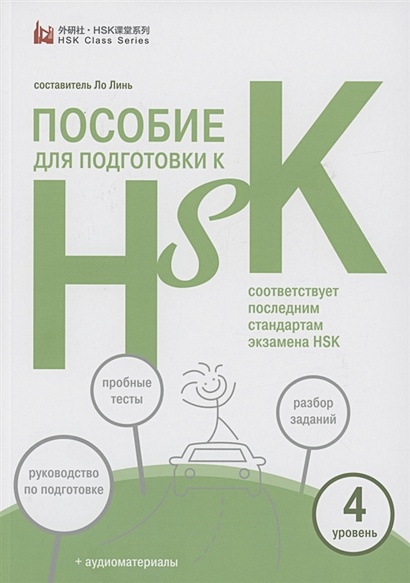 外研社·HSK课堂系列
HSK Class Series
составитель Ло Линь
ПОСОБИЕ
для подготовки к
HSK
соответствует
последним
стандартам
экзамена HSK
пробные
тесты
разбор
заданий
руководство
по подготовке
4
уровень
+ аудиоматериалы